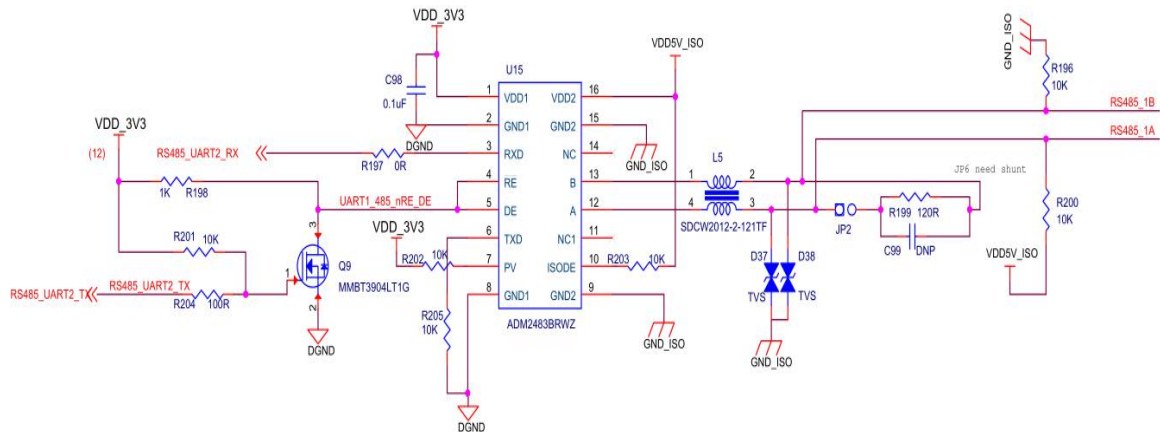 VDD_3V3
U15
C98
0.1uF
DGND
VDD5V_ISO
GND_ISO
R196
10K
RS485_1B
RS485_1A
1 VDD1 VDD2 16
2 GND1 GND2 15
3 RXD NC 14
4 RE B 13
5 DE A 12
6 TXD NC1 11
7 PV ISODE 10
8 GND1 GND2 9
ADM2483BRWZ
VDD_3V3
(12)
RS485_UART2_RX
R197 0R
1K R198
UART1_485_nRE_DE
R201 10K
RS485_UART2_TX
RS485_UART2_TX
R204 100R
3
1
2
Q9
MMBT3904LT1G
DGND
VDD_3V3
R202 10K
R205
10K
DGND
GND_ISO
R203 10K
GND_ISO
L5
1 2
4 3
SDCW2012-2-121TF
D37 D38
TVS TVS
GND_ISO
JP6 need shunt
R199 120R
JP2
C99 DNP
R200
10K
VDD5V_ISO